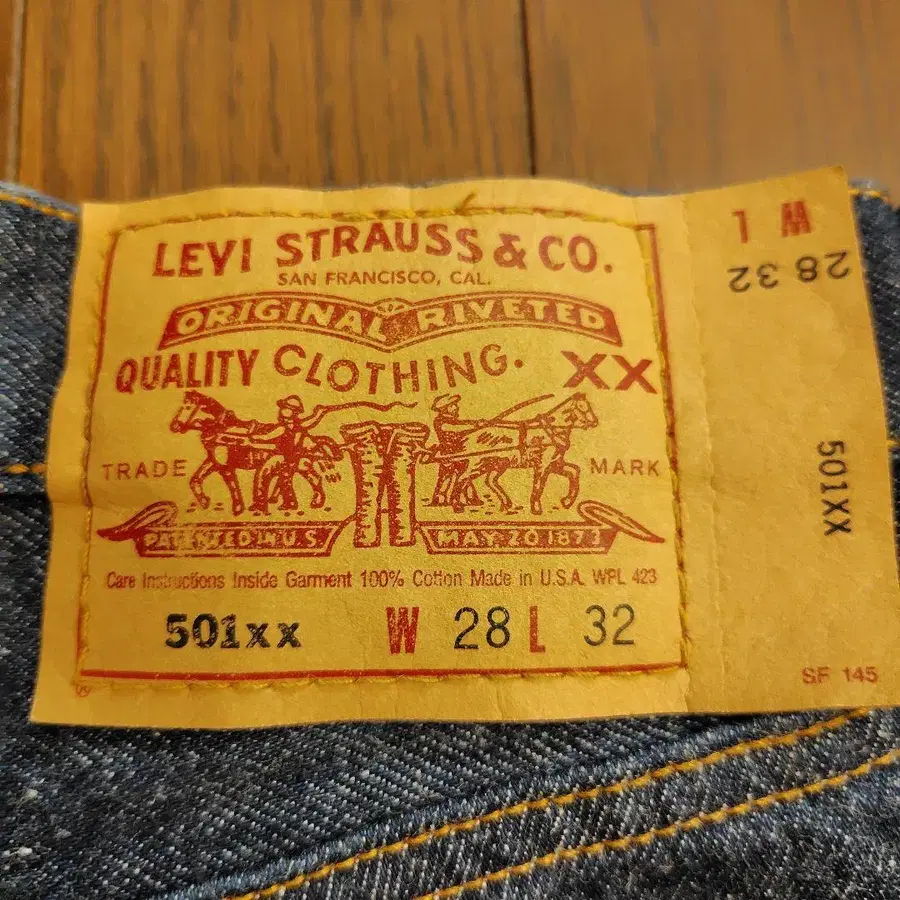 LEVI STRAUSS & CO.
SAN FRANCISCO, CAL.
ORIGINAL RIVETED
QUALITY CLOTHING. XX
TRADE MARK
PATENTED IN U.S. MAY 20 1873
Care Instructions Inside Garment 100% Cotton Made in U.S.A. WPL 423
501xx W 28 L 32
®
W L
28 32
501XX
SF 145